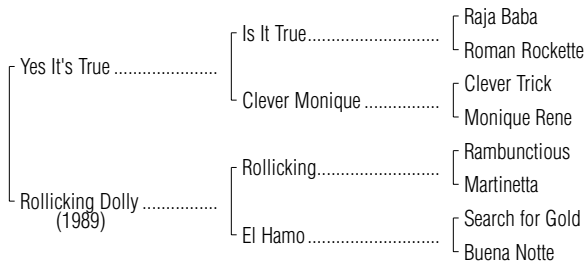 Raja Baba
Is It True
Roman Rockette
Yes It's True
Clever Trick
Clever Monique
Monique Rene
Rambunctious
Rollicking
Martinetta
Rollicking Dolly
(1989)
Search for Gold
El Hamo
Buena Notte